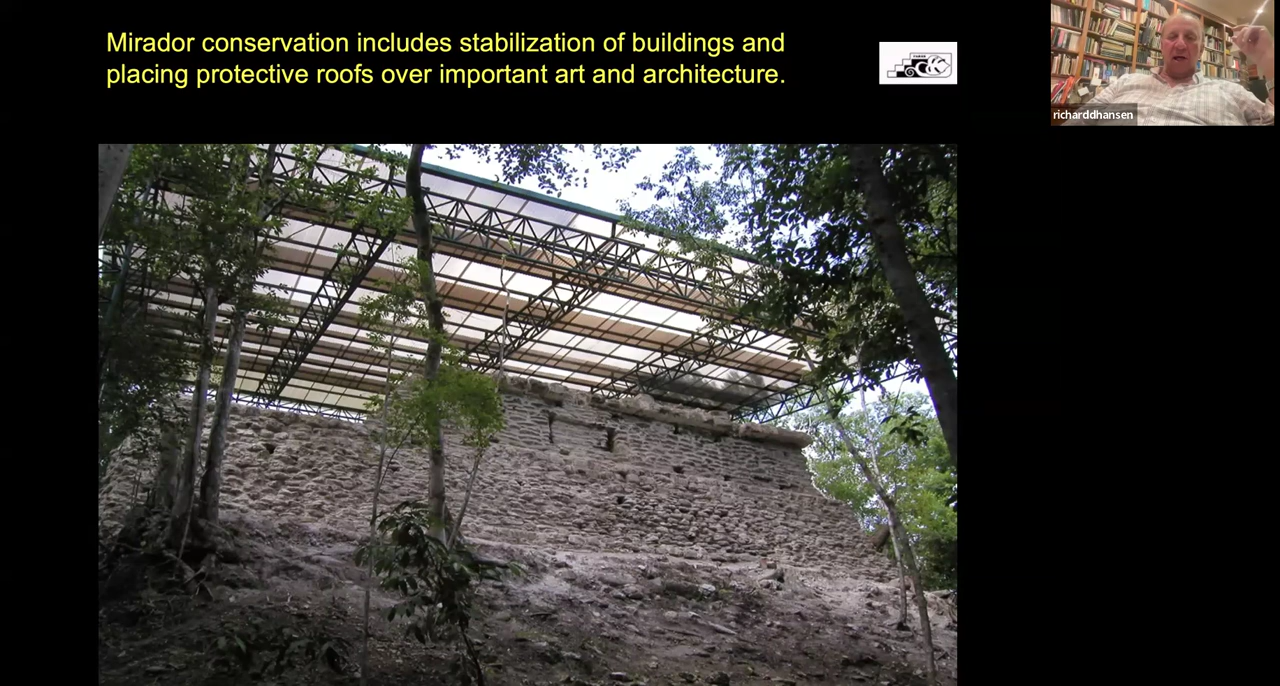 Mirador conservation includes stabilization of buildings and
placing protective roofs over important art and architecture.
richarddhansen